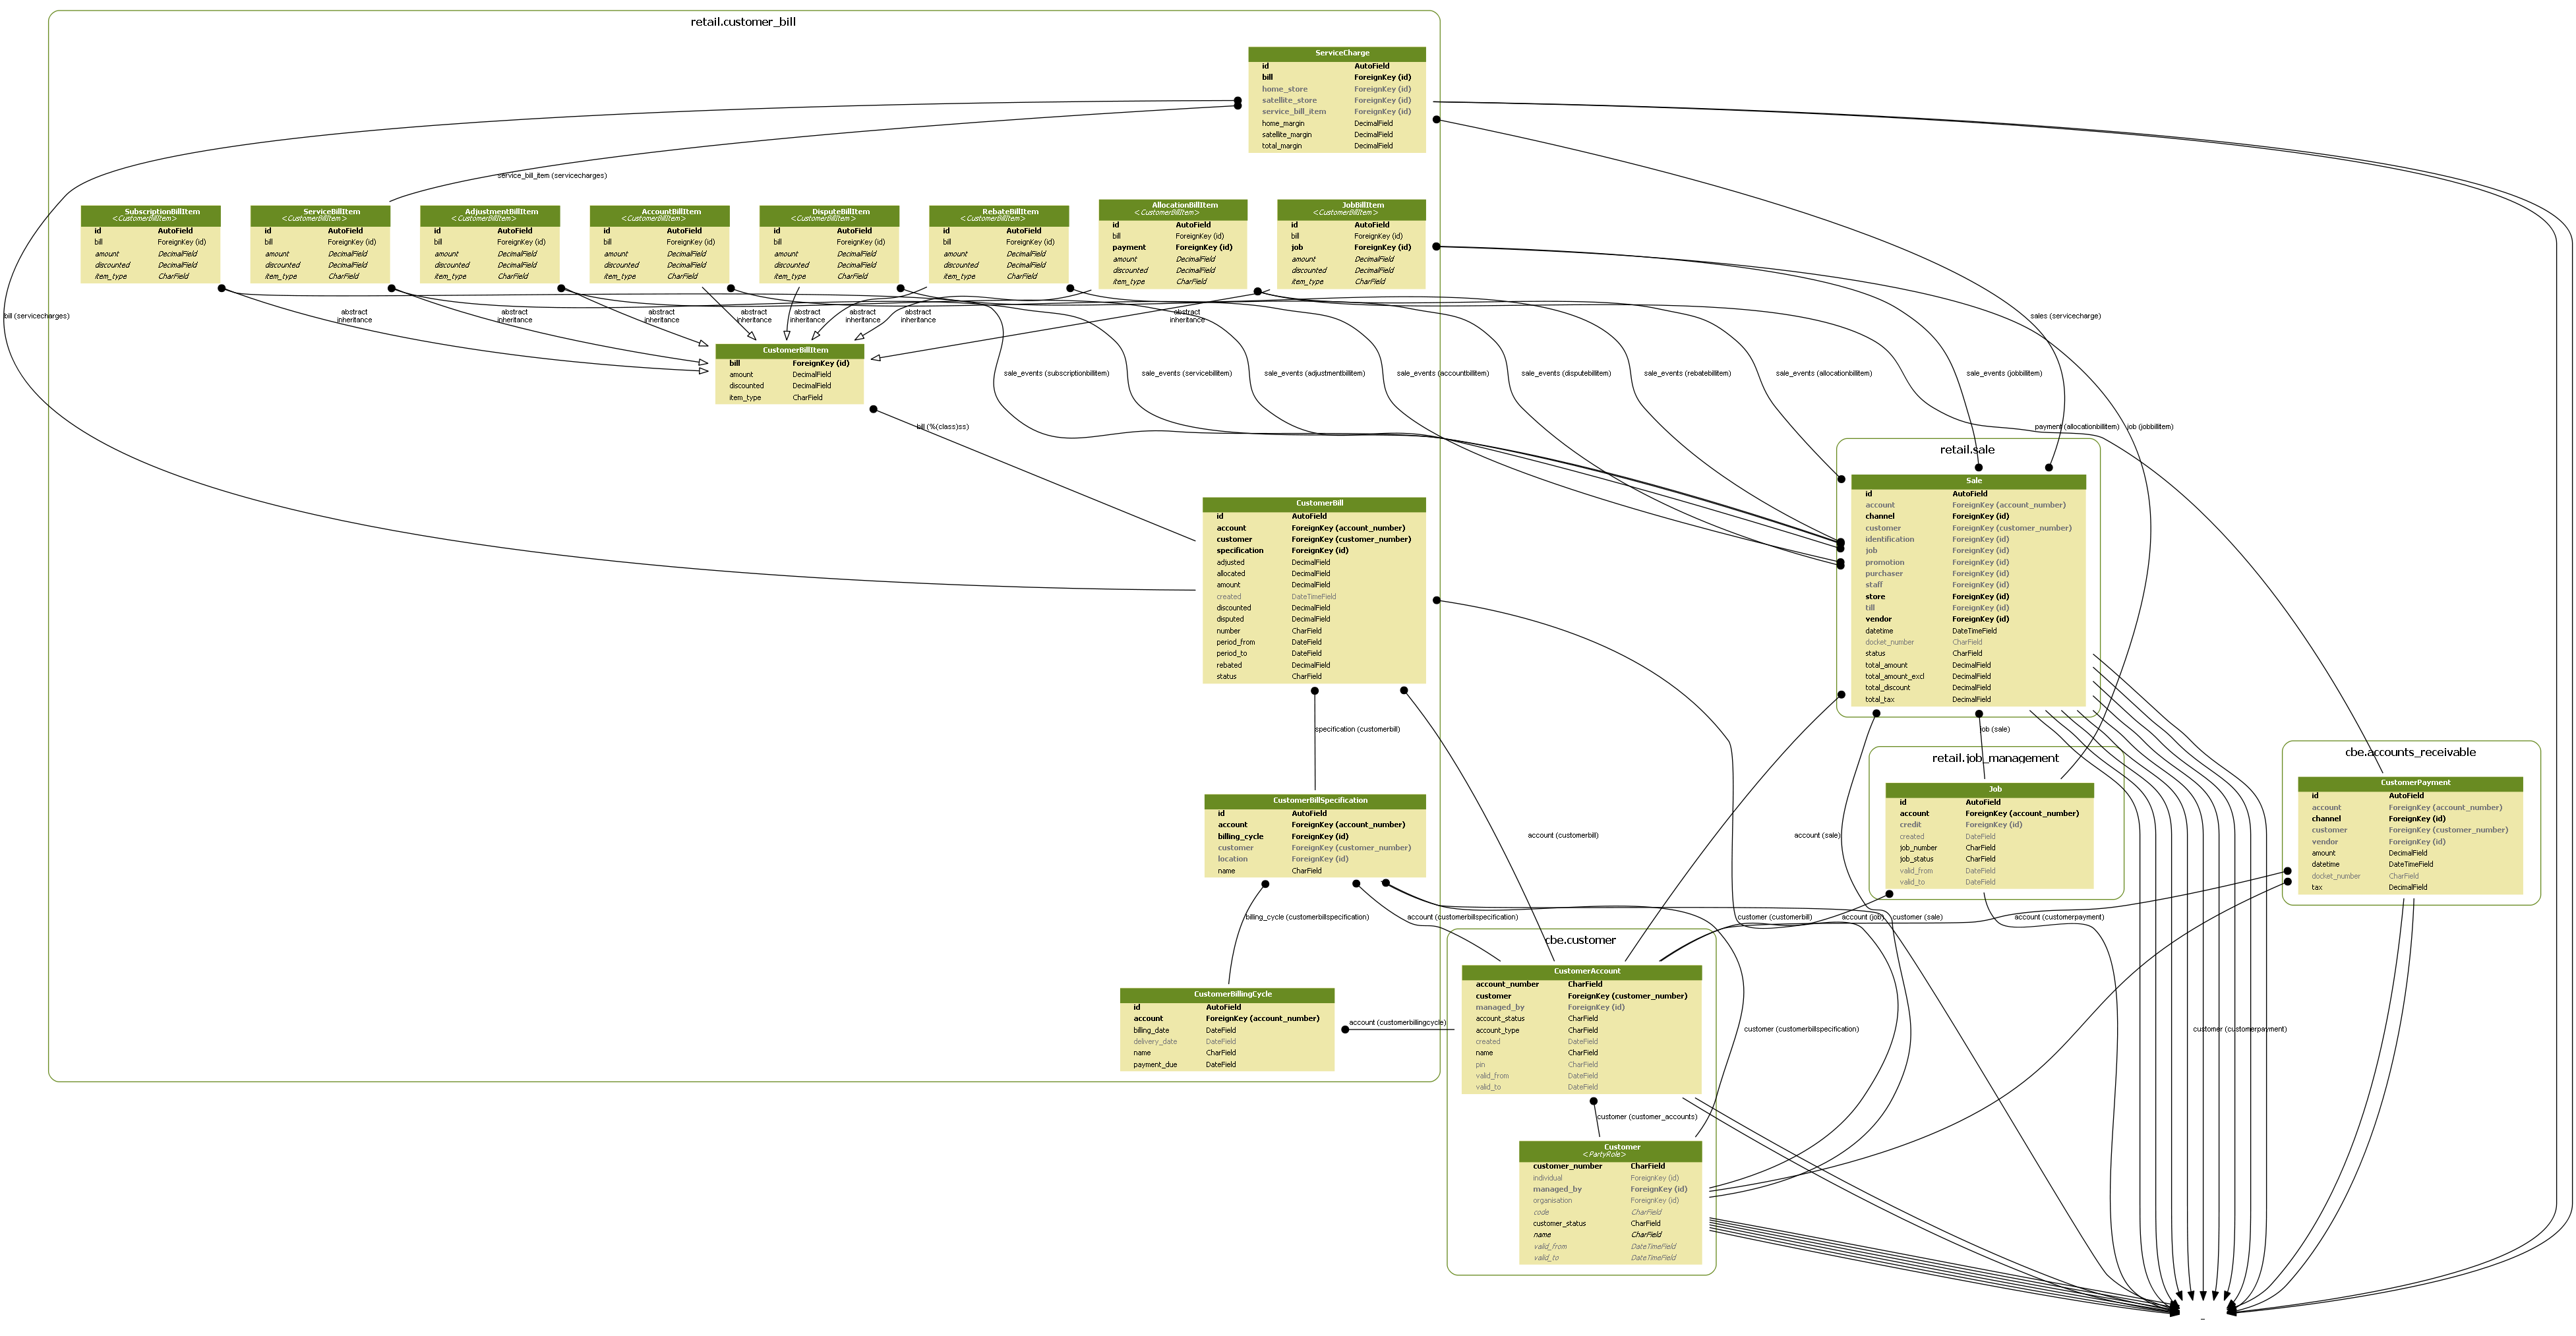 retail.customer_bill
ServiceCharge
id AutoField
bill ForeignKey (id)
home_store ForeignKey (id)
satellite_store ForeignKey (id)
service_bill_item ForeignKey (id)
home_margin DecimalField
satellite_margin DecimalField
total_margin DecimalField
service_bill_item (servicecharges)
SubscriptionBillItem
<CustomerBillItem>
id AutoField
bill ForeignKey (id)
amount DecimalField
discounted DecimalField
item_type CharField
ServiceBillItem
<CustomerBillItem>
id AutoField
bill ForeignKey (id)
amount DecimalField
discounted DecimalField
item_type CharField
AdjustmentBillItem
<CustomerBillItem>
id AutoField
bill ForeignKey (id)
amount DecimalField
discounted DecimalField
item_type CharField
AccountBillItem
<CustomerBillItem>
id AutoField
bill ForeignKey (id)
amount DecimalField
discounted DecimalField
item_type CharField
DisputeBillItem
<CustomerBillItem>
id AutoField
bill ForeignKey (id)
amount DecimalField
discounted DecimalField
item_type CharField
RebateBillItem
<CustomerBillItem>
id AutoField
bill ForeignKey (id)
amount DecimalField
discounted DecimalField
item_type CharField
AllocationBillItem
<CustomerBillItem>
id AutoField
bill ForeignKey (id)
payment ForeignKey (id)
amount DecimalField
discounted DecimalField
item_type CharField
JobBillItem
<CustomerBillItem>
id AutoField
bill ForeignKey (id)
job ForeignKey (id)
amount DecimalField
discounted DecimalField
item_type CharField
bill (servicecharges)
abstract
inheritance
abstract
inheritance
abstract
inheritance
abstract
inheritance
abstract
inheritance
abstract
inheritance
abstract
inheritance
abstract
inheritance
sales (servicecharge)
CustomerBillItem
bill ForeignKey (id)
amount DecimalField
discounted DecimalField
item_type CharField
sale_events (subscriptionbillitem)
sale_events (servicebillitem)
sale_events (adjustmentbillitem)
sale_events (accountbillitem)
sale_events (disputebillitem)
sale_events (rebatebillitem)
sale_events (allocationbillitem)
sale_events (jobbillitem)
bill (%(class)ss)
payment (allocationbillitem)
job (jobbillitem)
retail.sale
Sale
id AutoField
account ForeignKey (account_number)
channel ForeignKey (id)
customer ForeignKey (customer_number)
identification ForeignKey (id)
job ForeignKey (id)
promotion ForeignKey (id)
purchaser ForeignKey (id)
staff ForeignKey (id)
store ForeignKey (id)
till ForeignKey (id)
vendor ForeignKey (id)
datetime DateTimeField
docket_number CharField
status CharField
total_amount DecimalField
total_amount_excl DecimalField
total_discount DecimalField
total_tax DecimalField
CustomerBill
id AutoField
account ForeignKey (account_number)
customer ForeignKey (customer_number)
specification ForeignKey (id)
adjusted DecimalField
allocated DecimalField
amount DecimalField
created DateTimeField
discounted DecimalField
disputed DecimalField
number CharField
period_from DateField
period_to DateField
rebated DecimalField
status CharField
specification (customerbill)
job (sale)
retail.job_management
Job
id AutoField
account ForeignKey (account_number)
credit ForeignKey (id)
created DateField
job_number CharField
job_status CharField
valid_from DateField
valid_to DateField
cbe.accounts_receivable
CustomerPayment
id AutoField
account ForeignKey (account_number)
channel ForeignKey (id)
customer ForeignKey (customer_number)
vendor ForeignKey (id)
amount DecimalField
datetime DateTimeField
docket_number CharField
tax DecimalField
CustomerBillSpecification
id AutoField
account ForeignKey (account_number)
billing_cycle ForeignKey (id)
customer ForeignKey (customer_number)
location ForeignKey (id)
name CharField
account (customerbill)
account (sale)
billing_cycle (customerbillspecification)
account (customerbillspecification)
customer (customerbill)
account (job)
customer (sale)
account (customerpayment)
cbe.customer
CustomerAccount
account_number CharField
customer ForeignKey (customer_number)
managed_by ForeignKey (id)
account_status CharField
account_type CharField
created DateField
name CharField
pin CharField
valid_from DateField
valid_to DateField
CustomerBillingCycle
id AutoField
account ForeignKey (account_number)
billing_date DateField
delivery_date DateField
name CharField
payment_due DateField
account (customerbillingcycle)
customer (customerbillspecification)
customer (customerpayment)
customer (customer_accounts)
Customer
<PartyRole>
customer_number CharField
individual ForeignKey (id)
managed_by ForeignKey (id)
organisation ForeignKey (id)
code CharField
customer_status CharField
name CharField
valid_from DateTimeField
valid_to DateTimeField